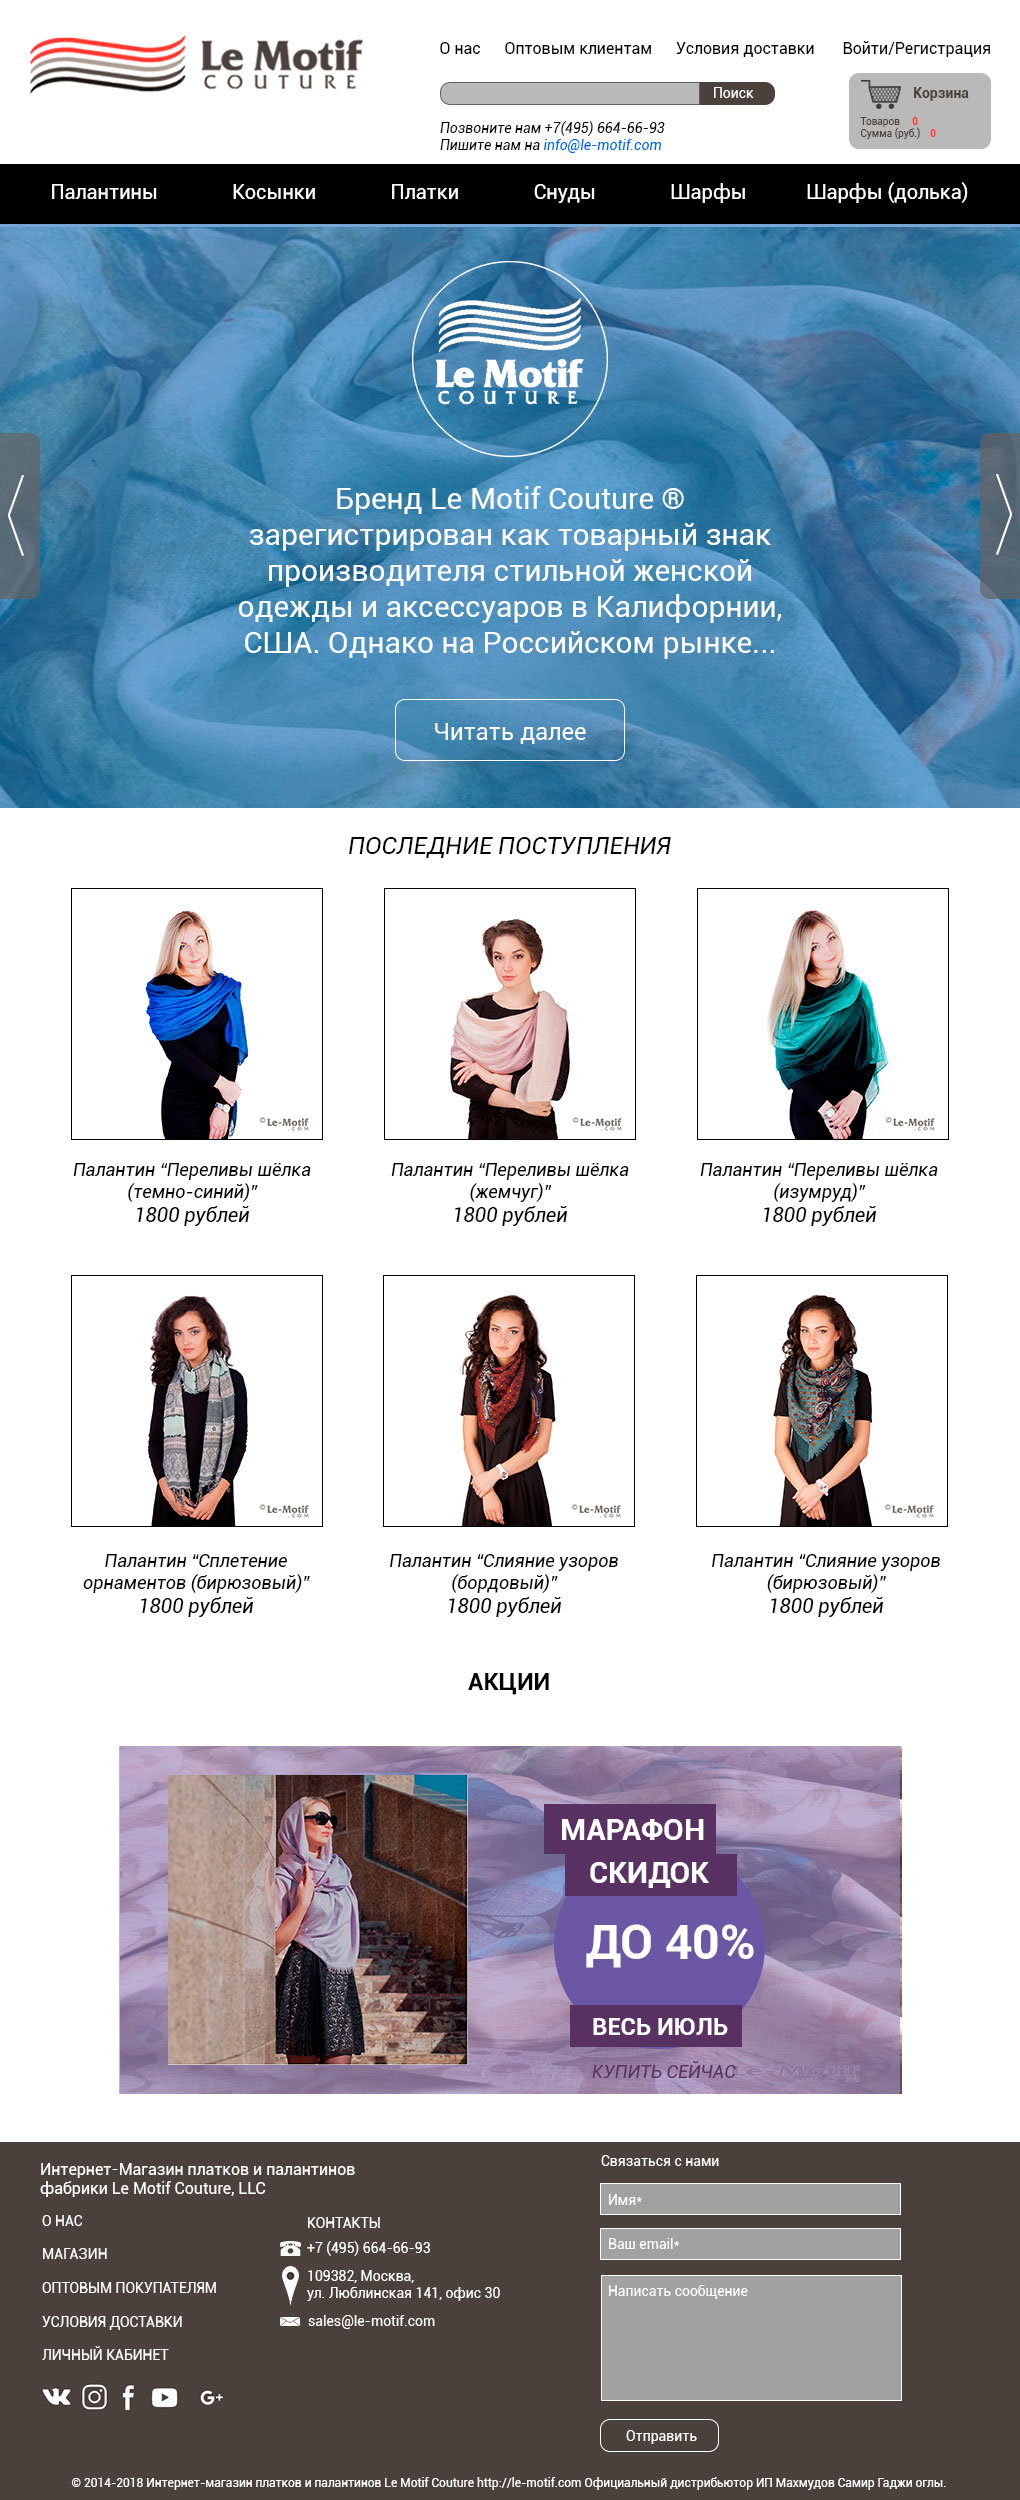 Le Motif
COUTURE
О нас
Оптовым клиентам
Условия доставки
Войти/Регистрация
Поиск
Корзина
Товаров 0
Сумма (руб.) 0
Позвоните нам +7(495) 664-66-93
Пишите нам на info@le-motif.com
Палантины
Косынки
Платки
Снуды
Шарфы
Шарфы (долька)
Le Motif
COUTURE
Бренд Le Motif Couture ®
зарегистрирован как товарный знак
производителя стильной женской
одежды и аксессуаров в Калифорнии,
США. Однако на Российском рынке...
Читать далее
ПОСЛЕДНИЕ ПОСТУПЛЕНИЯ
©Le-Motif
.COM
©Le-Motif
.COM
©Le-Motif
.COM
Палантин “Переливы шёлка
(темно-синий)”
1800 рублей
Палантин “Переливы шёлка
(жемчуг)”
1800 рублей
Палантин “Переливы шёлка
(изумруд)”
1800 рублей
©Le-Motif
.COM
©Le-Motif
.COM
©Le-Motif
.COM
Палантин “Сплетение
орнаментов (бирюзовый)”
1800 рублей
Палантин “Слияние узоров
(бордовый)”
1800 рублей
Палантин “Слияние узоров
(бирюзовый)”
1800 рублей
АКЦИИ
МАРАФОН
СКИДОК
ДО 40%
ВЕСЬ ИЮЛЬ
КУПИТЬ СЕЙЧАС
Интернет-Магазин платков и палантинов
фабрики Le Motif Couture, LLC
О НАС
МАГАЗИН
ОПТОВЫМ ПОКУПАТЕЛЯМ
УСЛОВИЯ ДОСТАВКИ
ЛИЧНЫЙ КАБИНЕТ
G+
КОНТАКТЫ
+7 (495) 664-66-93
109382, Москва,
ул. Люблинская 141, офис 30
sales@le-motif.com
Связаться с нами
Имя*
Ваш email*
Написать сообщение
Отправить
© 2014-2018 Интернет-магазин платков и палантинов Le Motif Couture http://le-motif.com Официальный дистрибьютор ИП Махмудов Самир Гаджи оглы.